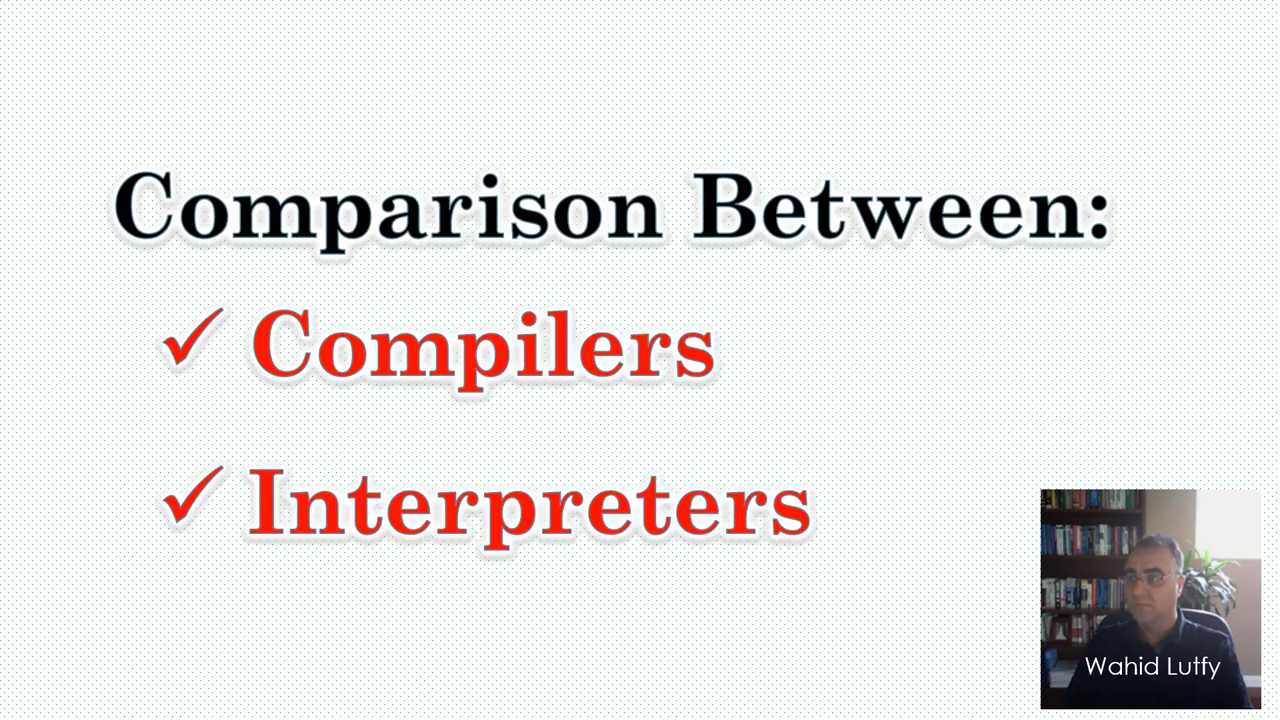 Comparison Between:
✓ Compilers
✓ Interpreters
Wahid Lutfy